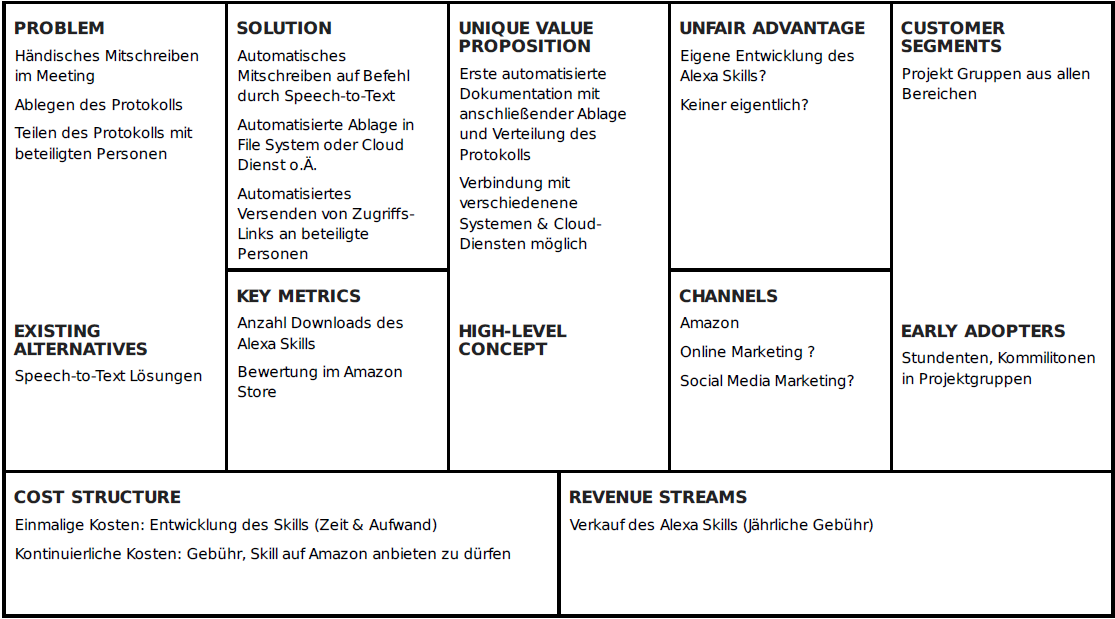 PROBLEM
Händisches Mitschreiben
im Meeting
Ablegen des Protokolls
Teilen des Protokolls mit
beteiligten Personen
EXISTING
ALTERNATIVES
Speech-to-Text Lösungen
SOLUTION
Automatisches
Mitschreiben auf Befehl
durch Speech-to-Text
Automatisierte Ablage in
File System oder Cloud
Dienst o.Ä.
Automatisiertes
Versenden von Zugriffs-
Links an beteiligte
Personen
KEY METRICS
Anzahl Downloads des
Alexa Skills
Bewertung im Amazon
Store
UNIQUE VALUE
PROPOSITION
Erste automatisierte
Dokumentation mit
anschließender Ablage
und Verteilung des
Protokolls
Verbindung mit
verschiedenene
Systemen & Cloud-
Diensten möglich
HIGH-LEVEL
CONCEPT
UNFAIR ADVANTAGE
Eigene Entwicklung des
Alexa Skills?
Keiner eigentlich?
CHANNELS
Amazon
Online Marketing ?
Social Media Marketing?
CUSTOMER
SEGMENTS
Projekt Gruppen aus allen
Bereichen
EARLY ADOPTERS
Stundenten, Kommilitonen
in Projektgruppen
COST STRUCTURE
Einmalige Kosten: Entwicklung des Skills (Zeit & Aufwand)
Kontinuierliche Kosten: Gebühr, Skill auf Amazon anbieten zu dürfen
REVENUE STREAMS
Verkauf des Alexa Skills (Jährliche Gebühr)